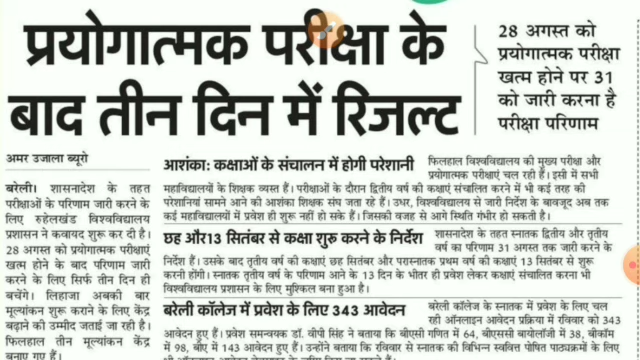 प्रयोगात्मक परीक्षा के
बाद तीन दिन में रिजल्ट
28 अगस्त को
प्रयोगात्मक परीक्षा
खत्म होने पर 31
को जारी करना है
परीक्षा परिणाम
अमर उजाला ब्यूरो
बरेली। शासनादेश के तहत
परीक्षाओं के परिणाम जारी करने के
लिए रुहेलखंड विश्वविद्यालय
प्रशासन ने कवायद शुरू कर दी है।
28 अगस्त को प्रयोगात्मक परीक्षाएं
खत्म होने के बाद परिणाम जारी
करने के लिए सिर्फ तीन दिन ही
बचेंगे। लिहाजा अबकी बार
मूल्यांकन शुरू कराने के लिए केंद्र
बढ़ाने की उम्मीद जताई जा रही है।
फिलहाल तीन मूल्यांकन केंद्र
बनाए गए हैं।
आशंका: कक्षाओं के संचालन में होगी परेशानी
फिलहाल विश्वविद्यालय की मुख्य परीक्षा और
प्रयोगात्मक परीक्षाएं चल रही हैं। इसी में सभी
महाविद्यालयों के शिक्षक व्यस्त हैं। परीक्षाओं के दौरान द्वितीय वर्ष की कक्षाएं संचालित करने में भी कई तरह की
परेशानियां सामने आने की आशंका शिक्षक संघ जता रहे हैं। उधर, विश्वविद्यालय से जारी निर्देश के बावजूद अब तक
कई महाविद्यालयों में प्रवेश ही शुरू नहीं हो सके हैं। जिसकी वजह से आगे स्थिति गंभीर हो सकती है।
छह और13 सितंबर से कक्षा शुरू करने के निर्देश
शासनादेश के तहत स्नातक द्वितीय और तृतीय
वर्ष का परिणाम 31 अगस्त तक जारी करने के
निर्देश हैं। उसके बाद तृतीय वर्ष की कक्षाएं छह सितंबर और परास्नातक प्रथम वर्ष की कक्षाएं 13 सितंबर से शुरू
करनी होंगी। स्नातक तृतीय वर्ष के परिणाम आने के 13 दिन के भीतर ही प्रवेश लेकर कक्षाएं संचालित करना भी
विश्वविद्यालय प्रशासन के लिए मुश्किल बना हुआ है।
बरेली कॉलेज में प्रवेश के लिए 343 आवेदन
बरेली कॉलेज के स्नातक में प्रवेश के लिए चल
रही ऑनलाइन आवेदन प्रक्रिया में रविवार को 343
आवेदन हुए हैं। प्रवेश समन्वयक डॉ. वीपी सिंह ने बताया कि बीएससी गणित में 64, बीएससी बायोलॉजी में 38, बीकॉम
में 98, बीए में 143 आवेदन हुए हैं। उन्होंने बताया कि रविवार से स्नातक की विभिन्न स्ववित्त पोषित पाठ्यक्रमों के लिए